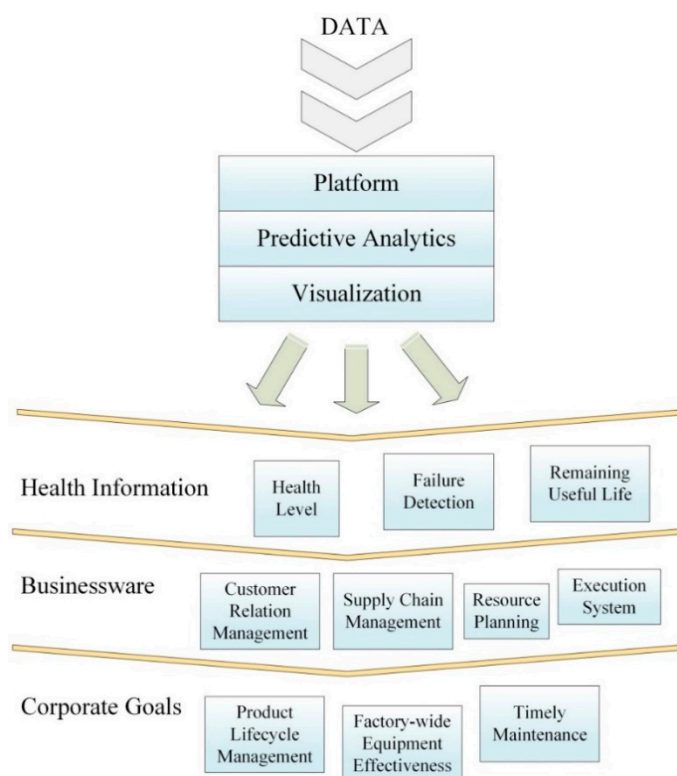 DATA
Platform
Predictive Analytics
Visualization
Health Information
Health
Level
Failure
Detection
Remaining
Useful Life
Businessware
Customer
Relation
Management
Supply Chain
Management
Resource
Planning
Execution
System
Corporate Goals
Product
Lifecycle
Management
Factory-wide
Equipment
Effectiveness
Timely
Maintenance